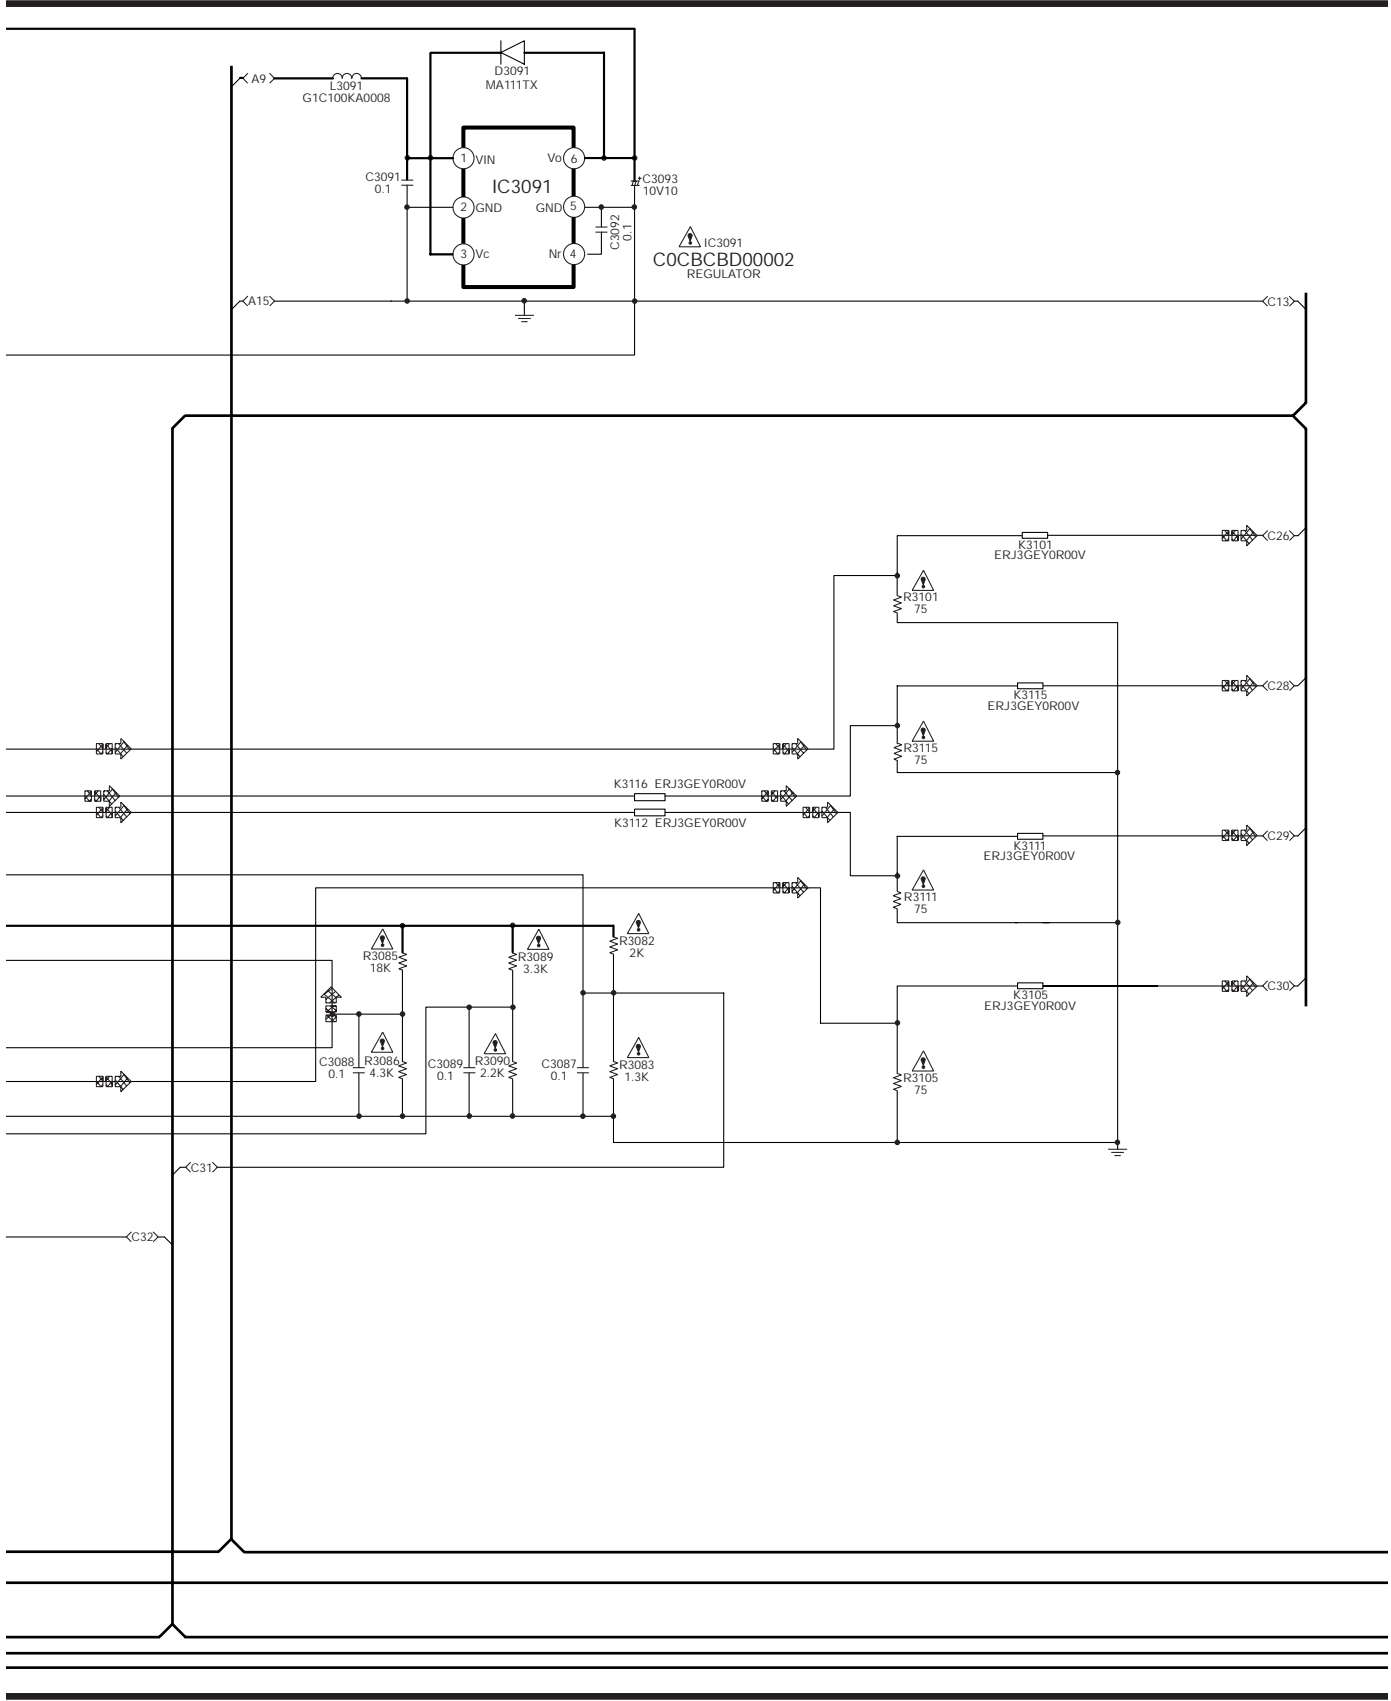 D3091
MA111TX
A9
L3091
G1C100KA0008
1 VIN
Vo 6
C3091
0.1
IC3091
C3093
10V10
2 GND
GND 5
C3092
0.1
3 Vc
Nr 4
IC3091
C0CBCBD00002
REGULATOR
A15
C13
K3101
ERJ3GEY0R00V
C26
R3101
75
K3115
ERJ3GEY0R00V
C28
R3115
75
K3116 ERJ3GEY0R00V
K3112 ERJ3GEY0R00V
K3111
ERJ3GEY0R00V
C29
R3111
75
R3085
18K
R3089
3.3K
R3082
2K
K3105
ERJ3GEY0R00V
C30
C3088
0.1
R3086
4.3K
C3089
0.1
R3090
2.2K
C3087
0.1
R3083
1.3K
R3105
75
C31
C32